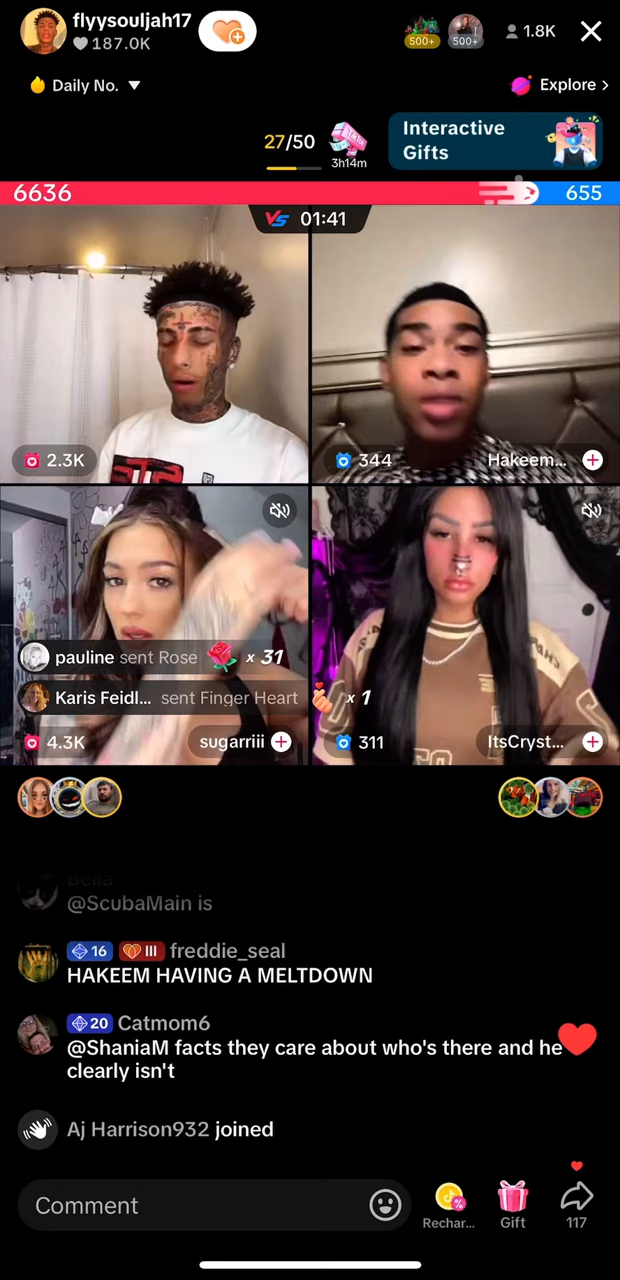 flyysouljah17
187.0K
500+
500+
1.8K
Daily No.
Explore
27/50
3h14m
Interactive
Gifts
6636
655
VS 01:41
2.3K
344
Hakeem...
pauline sent Rose x 31
Karis Feidl... sent Finger Heart x 1
4.3K
sugarriii
311
ItsCryst...
Bella
@ScubaMain is
16 III freddie_seal
HAKEEM HAVING A MELTDOWN
20 Catmom6
@ShaniaM facts they care about who's there and he
clearly isn't
Aj Harrison932 joined
Comment
Rechar...
Gift
117